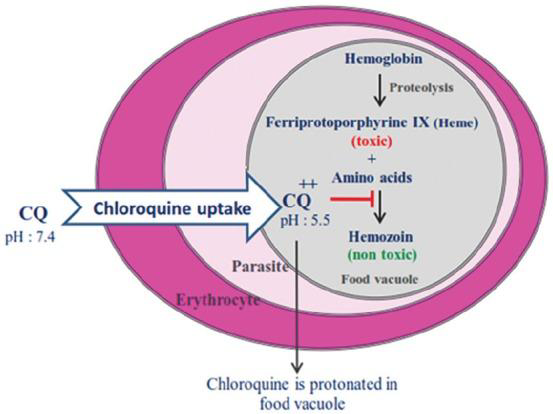 Hemoglobin
Proteolysis
Ferriprotoporphyrine IX (Heme)
(toxic)
+
Amino acids
++
CQ
pH : 5.5
Chloroquine uptake
CQ
pH : 7.4
Hemozoin
(non toxic)
Food vacuole
Parasite
Erythrocyte
Chloroquine is protonated in
food vacuole